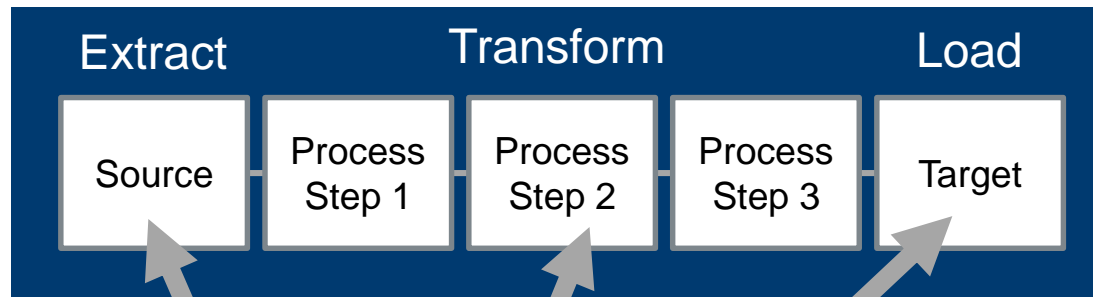 Extract
Transform
Load
Source
Process
Step 1
Process
Step 2
Process
Step 3
Target